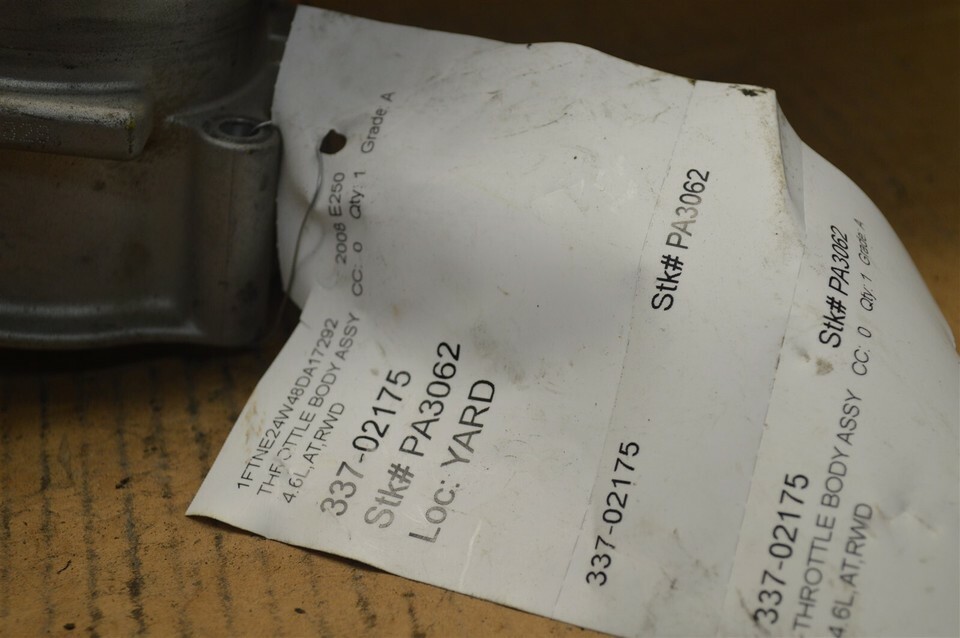 1FTNE24W48DA17292 2008 E250
THROTTLE BODY ASSY CC: 0 Qty: 1 Grade A
4.6L,AT,RWD
337-02175
Stk# PA3062
Loc: YARD
337-02175 Stk# PA3062
337-02175 Stk# PA3062
THROTTLE BODY ASSY CC: 0 Qty: 1 Grade A
4.6L,AT,RWD